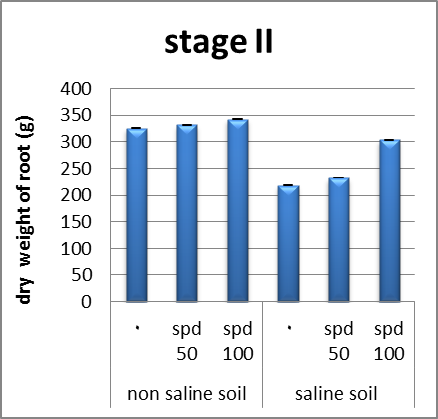 stage II
dry weight of root (g)
400
350
300
250
200
150
100
50
0
. spd 50 spd 100 . spd 50 spd 100
non saline soil saline soil